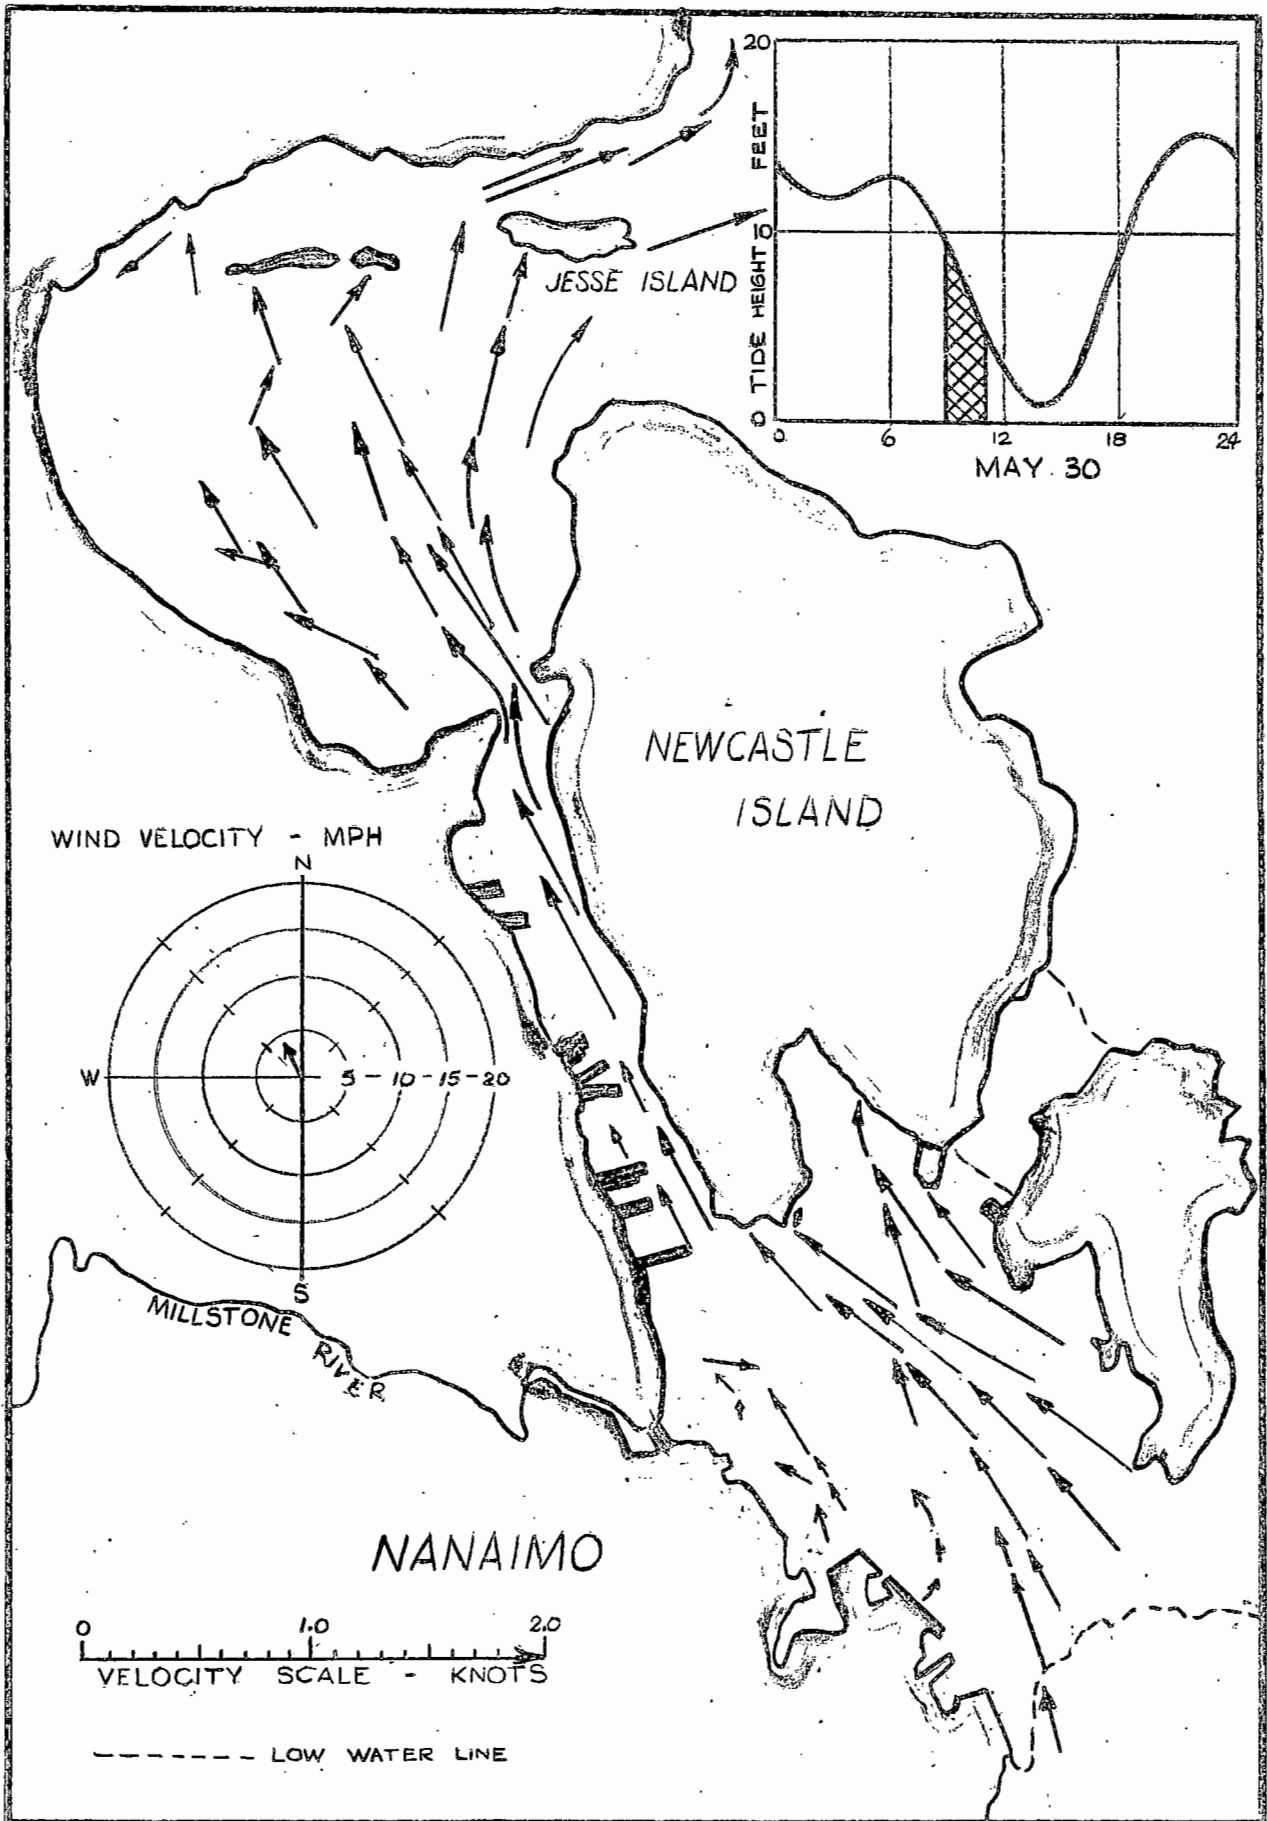 20
10
0
TIDE HEIGHT FEET
0 6 12 18 24
MAY 30
JESSE ISLAND
NEWCASTLE
ISLAND
WIND VELOCITY - MPH
N
W
5 - 10 - 15 - 20
S
MILLSTONE
RIVER
NANAIMO
0 1.0 2.0
VELOCITY SCALE - KNOTS
LOW WATER LINE